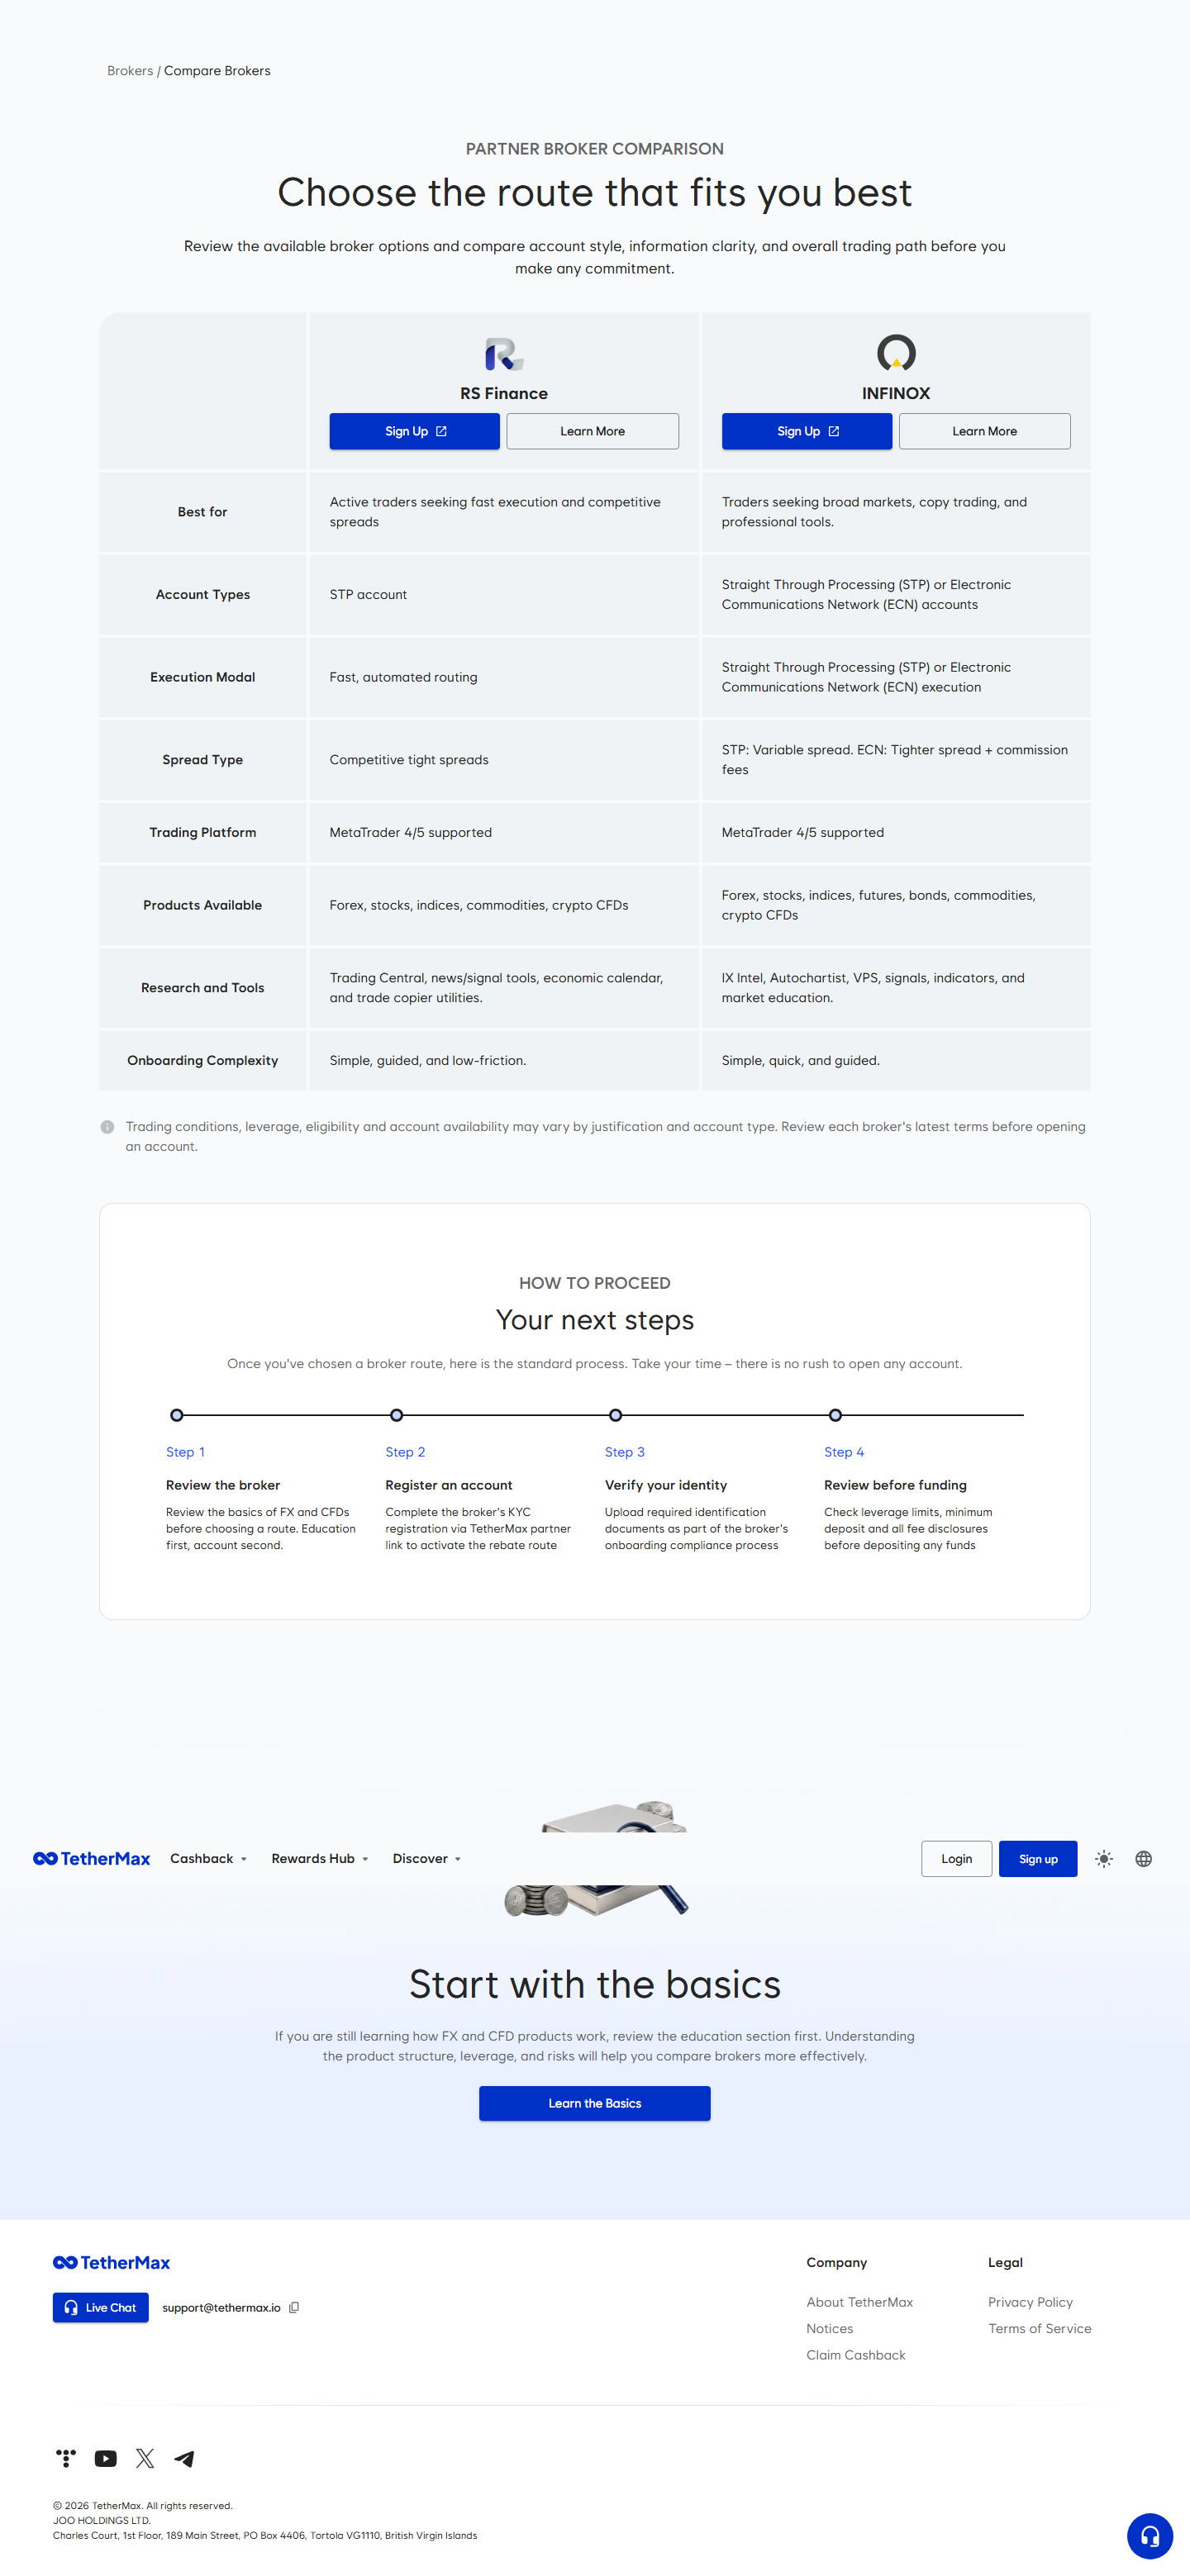 Brokers / Compare Brokers
PARTNER BROKER COMPARISON
Choose the route that fits you best
Review the available broker options and compare account style, information clarity, and overall trading path before you
make any commitment.
RS Finance
INFINOX
Sign Up
Learn More
Sign Up
Learn More
Best for
Active traders seeking fast execution and competitive
spreads
Traders seeking broad markets, copy trading, and
professional tools.
Account Types
STP account
Straight Through Processing (STP) or Electronic
Communications Network (ECN) accounts
Execution Modal
Fast, automated routing
Straight Through Processing (STP) or Electronic
Communications Network (ECN) execution
Spread Type
Competitive tight spreads
STP: Variable spread. ECN: Tighter spread + commission
fees
Trading Platform
MetaTrader 4/5 supported
MetaTrader 4/5 supported
Products Available
Forex, stocks, indices, commodities, crypto CFDs
Forex, stocks, indices, futures, bonds, commodities,
crypto CFDs
Research and Tools
Trading Central, news/signal tools, economic calendar,
and trade copier utilities.
IX Intel, Autochartist, VPS, signals, indicators, and
market education.
Onboarding Complexity
Simple, guided, and low-friction.
Simple, quick, and guided.
Trading conditions, leverage, eligibility and account availability may vary by justification and account type. Review each broker's latest terms before opening
an account.
HOW TO PROCEED
Your next steps
Once you've chosen a broker route, here is the standard process. Take your time – there is no rush to open any account.
Step 1
Review the broker
Review the basics of FX and CFDs
before choosing a route. Education
first, account second.
Step 2
Register an account
Complete the broker's KYC
registration via TetherMax partner
link to activate the rebate route
Step 3
Verify your identity
Upload required identification
documents as part of the broker's
onboarding compliance process
Step 4
Review before funding
Check leverage limits, minimum
deposit and all fee disclosures
before depositing any funds
TetherMax
Cashback
Rewards Hub
Discover
Login
Sign up
Start with the basics
If you are still learning how FX and CFD products work, review the education section first. Understanding
the product structure, leverage, and risks will help you compare brokers more effectively.
Learn the Basics
TetherMax
Live Chat
support@tethermax.io
Company
About TetherMax
Notices
Claim Cashback
Legal
Privacy Policy
Terms of Service
© 2026 TetherMax. All rights reserved.
JOO HOLDINGS LTD.
Charles Court, 1st Floor, 189 Main Street, PO Box 4406, Tortola VG1110, British Virgin Islands